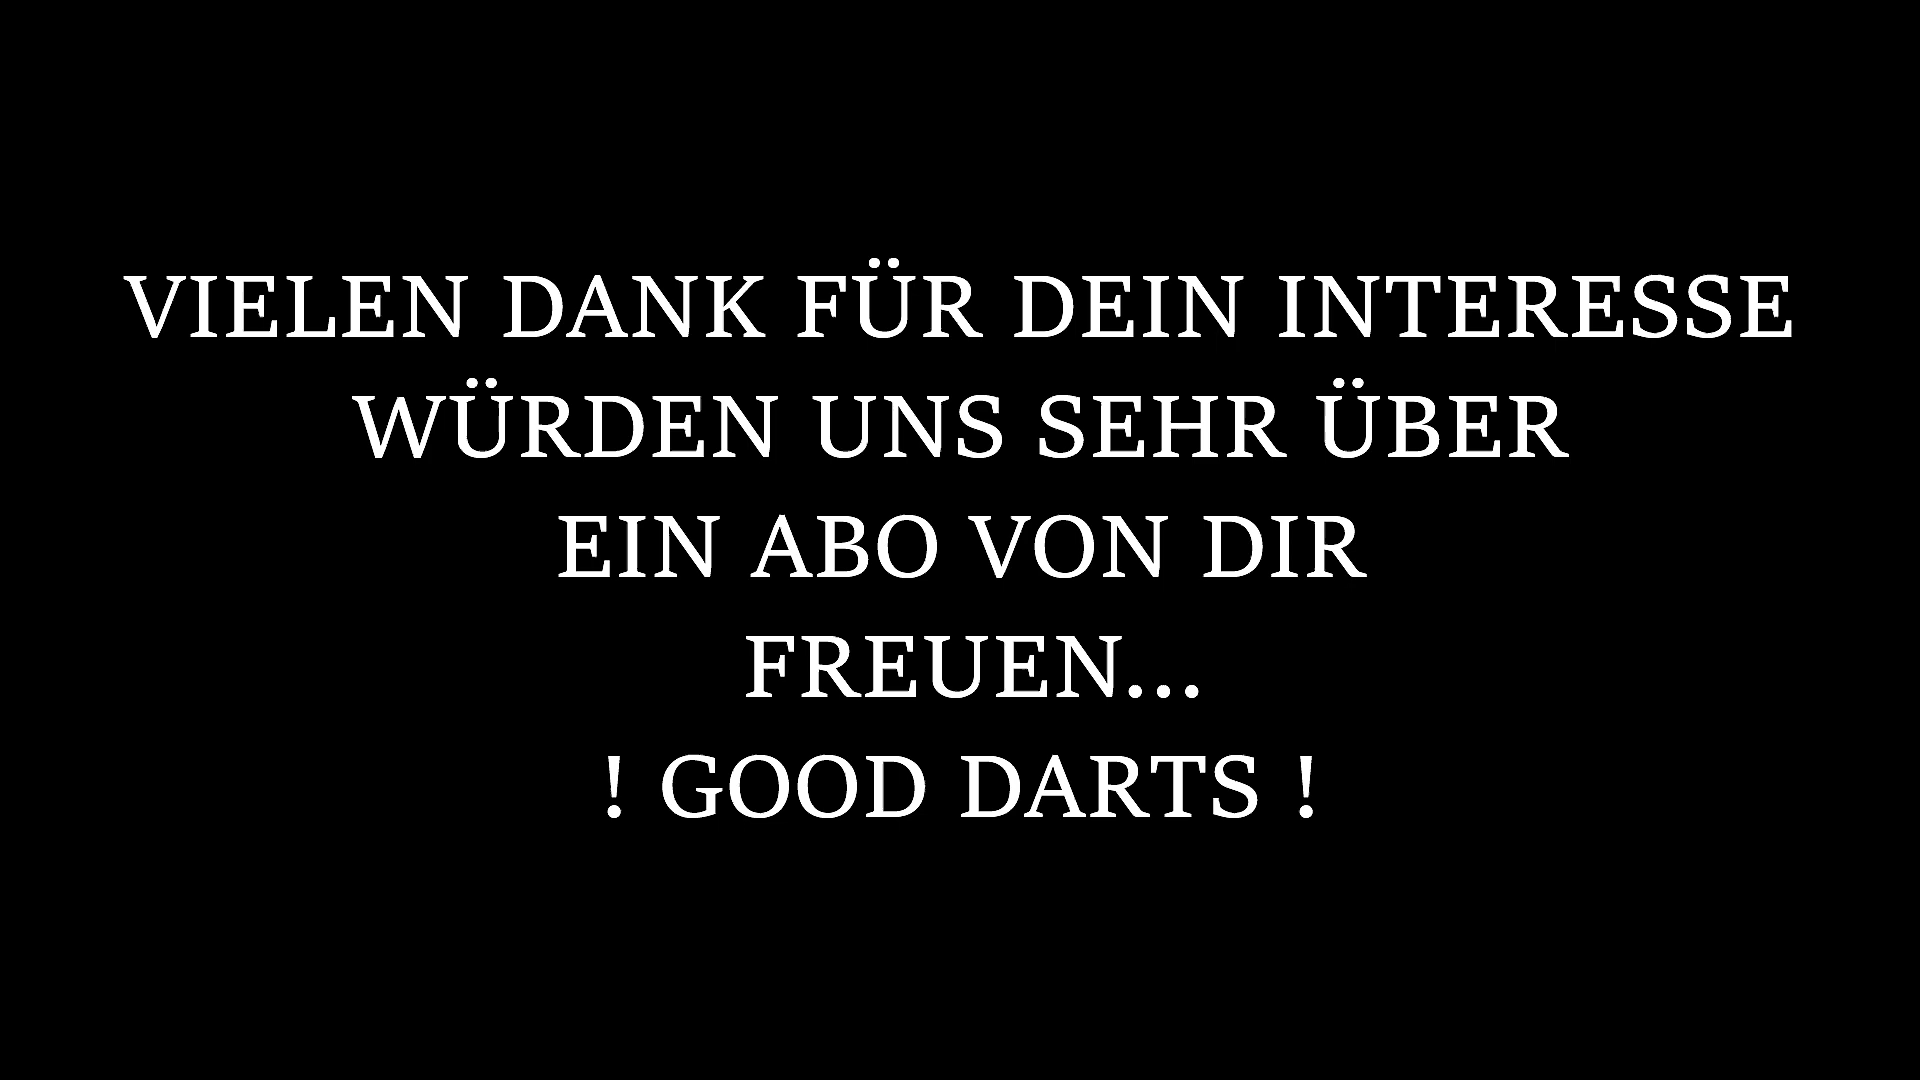 VIELEN DANK FÜR DEIN INTERESSE
WÜRDEN UNS SEHR ÜBER
EIN ABO VON DIR
FREUEN...
! GOOD DARTS !